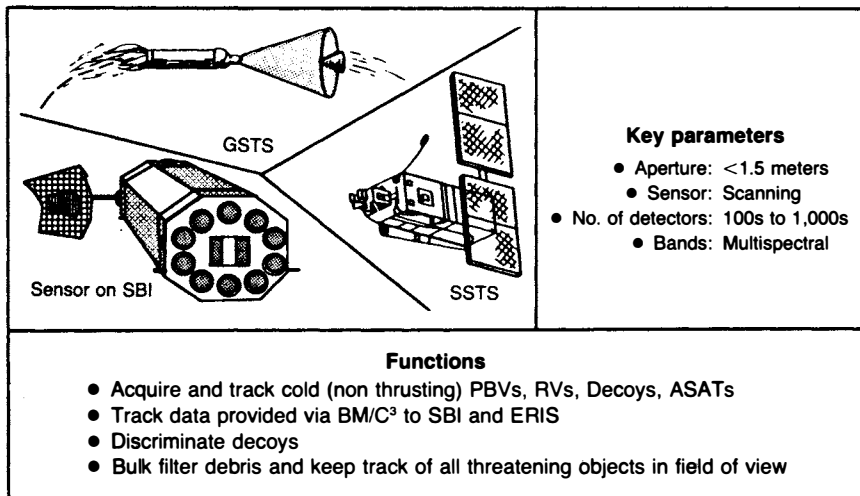 GSTS
Sensor on SBI
SSTS
Key parameters
● Aperture: <1.5 meters
● Sensor: Scanning
● No. of detectors: 100s to 1,000s
● Bands: Multispectral
Functions
● Acquire and track cold (non thrusting) PBVs, RVs, Decoys, ASATs
● Track data provided via BM/C³ to SBI and ERIS
● Discriminate decoys
● Bulk filter debris and keep track of all threatening objects in field of view